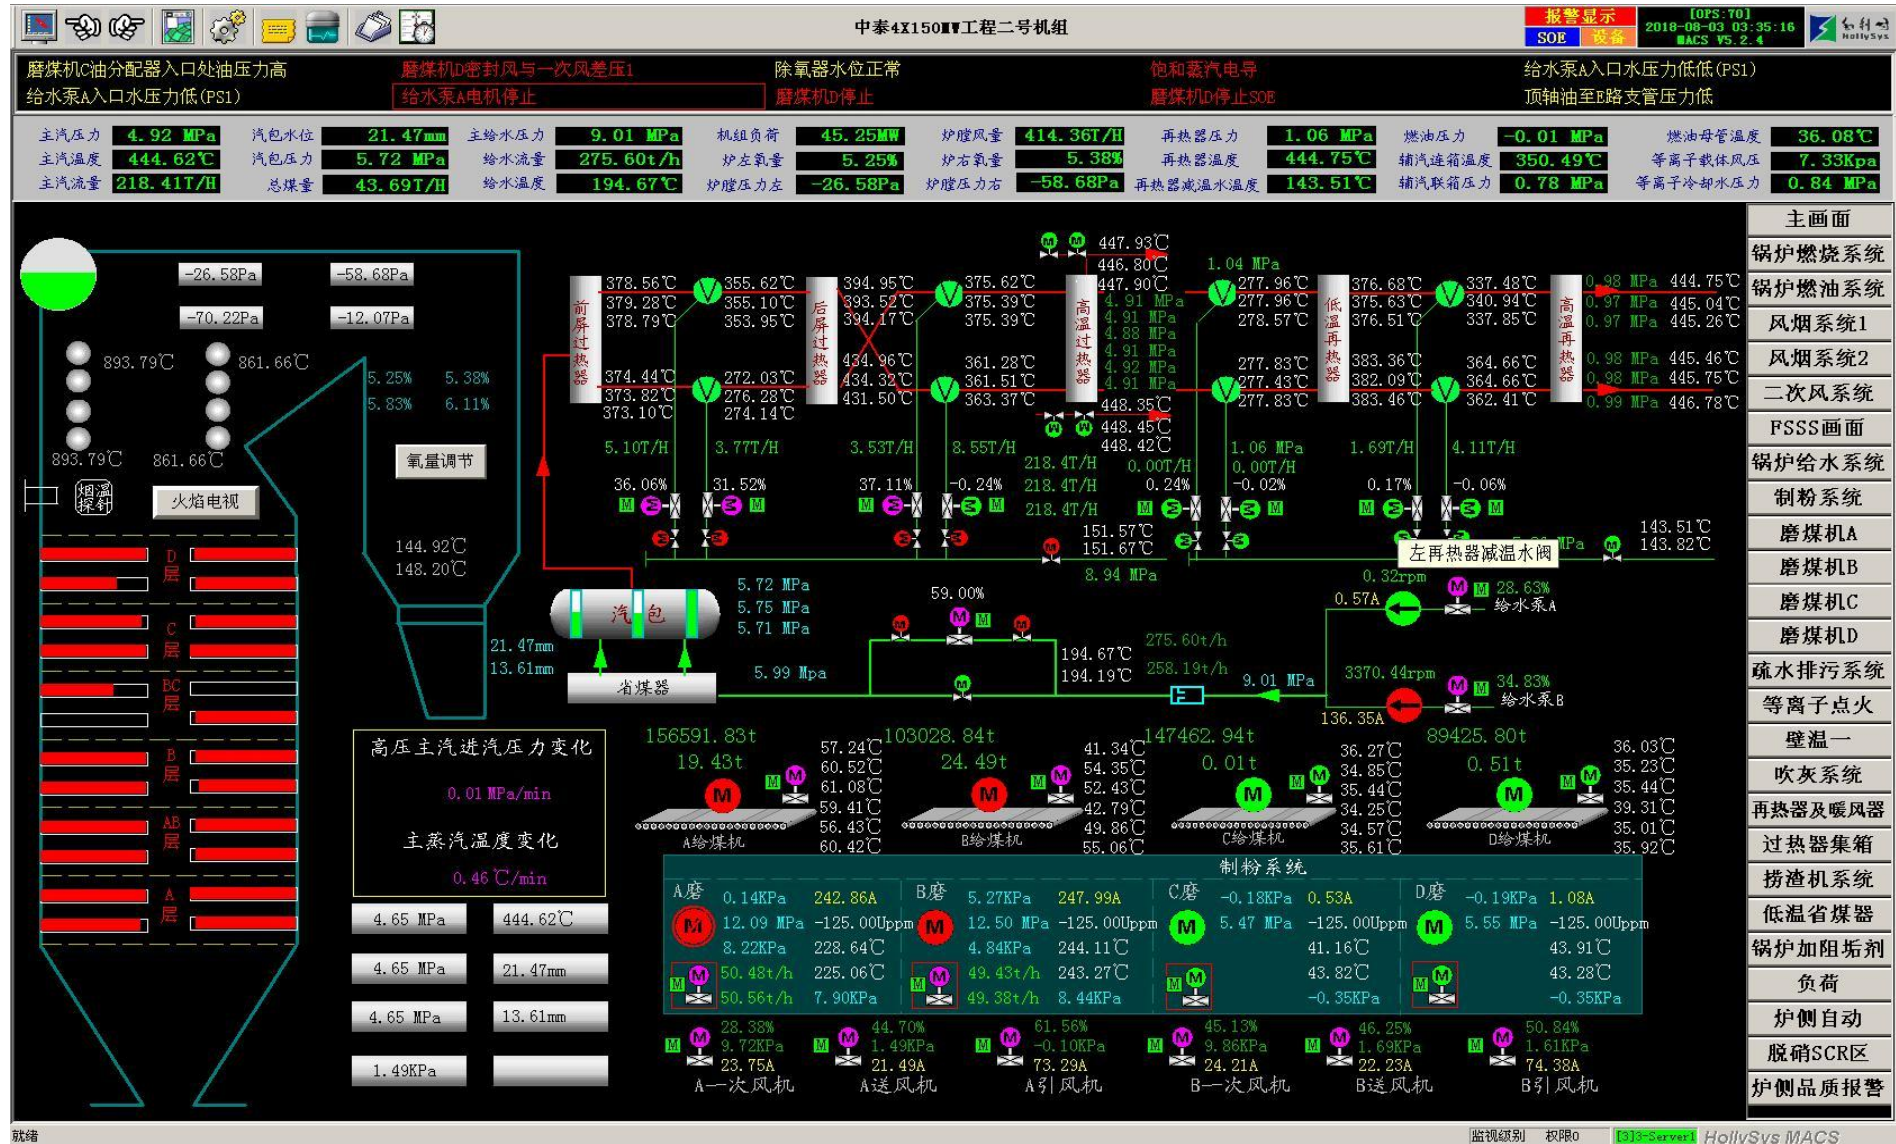 中泰4X150MW工程二号机组
报警显示
SOE 设备
[OPS:70]
2018-08-03 03:35:16
MACS V5.2.4
和利时
HollySys
磨煤机C油分配器入口处油压力高 磨煤机D密封风与一次风差压1 除氧器水位正常 饱和蒸汽电导 给水泵A入口水压力低低(PS1)
给水泵A入口水压力低(PS1) 给水泵A电机停止 磨煤机D停止 磨煤机D停止SOE 顶轴油至E路支管压力低
主汽压力 4.92 MPa 汽包水位 21.47mm 主给水压力 9.01 MPa 机组负荷 45.25MW 炉膛风量 414.36T/H 再热器压力 1.06 MPa 燃油压力 -0.01 MPa 燃油母管温度 36.08℃
主汽温度 444.62℃ 汽包压力 5.72 MPa 给水流量 275.60t/h 炉左氧量 5.25% 炉右氧量 5.38% 再热器温度 444.75℃ 辅汽连箱温度 350.49℃ 等离子载体风压 7.33Kpa
主汽流量 218.41T/H 总煤量 43.69T/H 给水温度 194.67℃ 炉膛压力左 -26.58Pa 炉膛压力右 -58.68Pa 再热器减温水温度 143.51℃ 辅汽联箱压力 0.78 MPa 等离子冷却水压力 0.84 MPa
-26.58Pa -58.68Pa
-70.22Pa -12.07Pa
893.79℃ 861.66℃
5.25% 5.38%
5.83% 6.11%
893.79℃ 861.66℃
氧量调节
烟温
探针
火焰电视
144.92℃
148.20℃
D
层
C
层
BC
层
B
层
AB
层
A
层
前屏过热器
378.56℃
379.28℃
378.79℃
374.44℃
373.82℃
373.10℃
355.62℃
355.10℃
353.95℃
272.03℃
276.28℃
274.14℃
后屏过热器
394.95℃
393.52℃
394.17℃
434.96℃
434.32℃
431.50℃
375.62℃
375.39℃
375.39℃
361.28℃
361.51℃
363.37℃
高温过热器
447.93℃
446.80℃
447.90℃
4.91 MPa
4.91 MPa
4.88 MPa
4.91 MPa
4.92 MPa
4.91 MPa
448.35℃
448.45℃
448.42℃
1.04 MPa
277.96℃
277.96℃
278.57℃
277.83℃
277.43℃
277.83℃
低温再热器
376.68℃
375.63℃
376.51℃
383.36℃
382.09℃
383.46℃
337.48℃
340.94℃
337.85℃
364.66℃
364.66℃
362.41℃
高温再热器
0.98 MPa 444.75℃
0.97 MPa 445.04℃
0.97 MPa 445.26℃
0.98 MPa 445.46℃
0.98 MPa 445.75℃
0.99 MPa 446.78℃
5.10T/H 3.77T/H 3.53T/H 8.55T/H 1.06 MPa 1.69T/H 4.11T/H
218.4T/H 0.00T/H 0.00T/H
36.06% 31.52% 37.11% -0.24% 218.4T/H 0.24% -0.02% 0.17% -0.06%
218.4T/H
151.57℃
151.67℃
8.94 MPa
左再热器减温水阀
143.51℃
143.82℃
汽包
5.72 MPa
5.75 MPa
5.71 MPa
21.47mm
13.61mm
省煤器
5.99 Mpa
59.00%
194.67℃
194.19℃
275.60t/h
258.19t/h
9.01 MPa
0.32rpm
0.57A
28.63%
给水泵A
3370.44rpm
136.35A
34.83%
给水泵B
高压主汽进汽压力变化
0.01 MPa/min
主蒸汽温度变化
0.46℃/min
4.65 MPa 444.62℃
4.65 MPa 21.47mm
4.65 MPa 13.61mm
1.49KPa
156591.83t
19.43t
A给煤机
57.24℃
60.52℃
61.08℃
59.41℃
56.43℃
60.42℃
103028.84t
24.49t
B给煤机
41.34℃
54.35℃
52.43℃
42.79℃
49.86℃
55.06℃
147462.94t
0.01t
C给煤机
36.27℃
34.85℃
35.44℃
34.25℃
34.57℃
35.61℃
89425.80t
0.51t
D给煤机
36.03℃
35.23℃
35.44℃
39.31℃
35.01℃
35.92℃
制粉系统
A磨 0.14KPa 242.86A B磨 5.27KPa 247.99A C磨 -0.18KPa 0.53A D磨 -0.19KPa 1.08A
12.09 MPa -125.00Uppm 12.50 MPa -125.00Uppm 5.47 MPa -125.00Uppm 5.55 MPa -125.00Uppm
8.22KPa 228.64℃ 4.84KPa 244.11℃ 41.16℃ 43.91℃
50.48t/h 225.06℃ 49.43t/h 243.27℃ 43.82℃ 43.28℃
50.56t/h 7.90KPa 49.38t/h 8.44KPa -0.35KPa -0.35KPa
28.38% 44.70% 61.56% 45.13% 46.25% 50.84%
9.72KPa 1.49KPa -0.10KPa 9.86KPa 1.69KPa 1.61KPa
23.75A 21.49A 73.29A 24.21A 22.23A 74.38A
A一次风机 A送风机 A引风机 B一次风机 B送风机 B引风机
主画面
锅炉燃烧系统
锅炉燃油系统
风烟系统1
风烟系统2
二次风系统
FSSS画面
锅炉给水系统
制粉系统
磨煤机A
磨煤机B
磨煤机C
磨煤机D
疏水排污系统
等离子点火
壁温一
吹灰系统
再热器及暖风器
过热器集箱
捞渣机系统
低温省煤器
锅炉加阻垢剂
负荷
炉侧自动
脱硝SCR区
炉侧品质报警
就绪 监视级别 权限0 [3]3-Server1 HollySys MACS